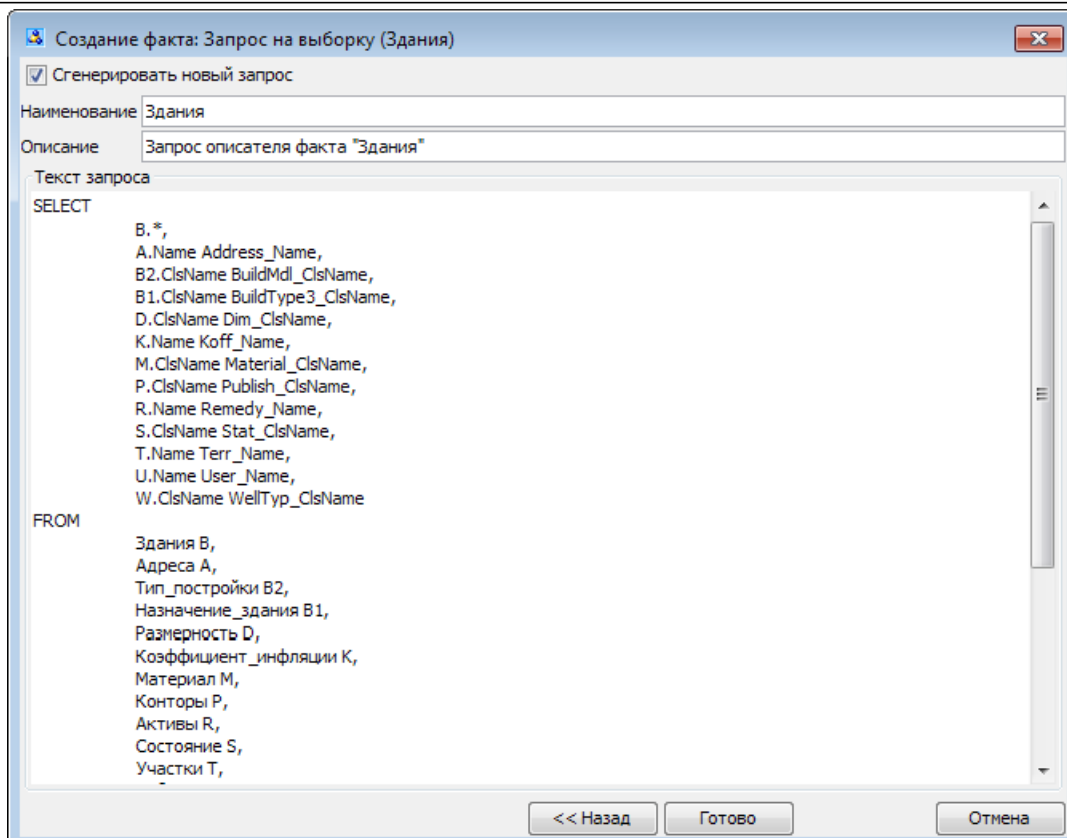 Создание факта: Запрос на выборку (Здания)
Сгенерировать новый запрос
Наименование Здания
Описание Запрос описателя факта "Здания"
Текст запроса
SELECT
B.*,
A.Name Address_Name,
B2.ClsName BuildMdl_ClsName,
B1.ClsName BuildType3_ClsName,
D.ClsName Dim_ClsName,
K.Name Koff_Name,
M.ClsName Material_ClsName,
P.ClsName Publish_ClsName,
R.Name Remedy_Name,
S.ClsName Stat_ClsName,
T.Name Terr_Name,
U.Name User_Name,
W.ClsName WellTyp_ClsName
FROM
Здания B,
Адреса A,
Тип_постройки B2,
Назначение_здания B1,
Размерность D,
Коэффициент_инфляции K,
Материал M,
Конторы P,
Активы R,
Состояние S,
Участки T,
<< Назад Готово Отмена